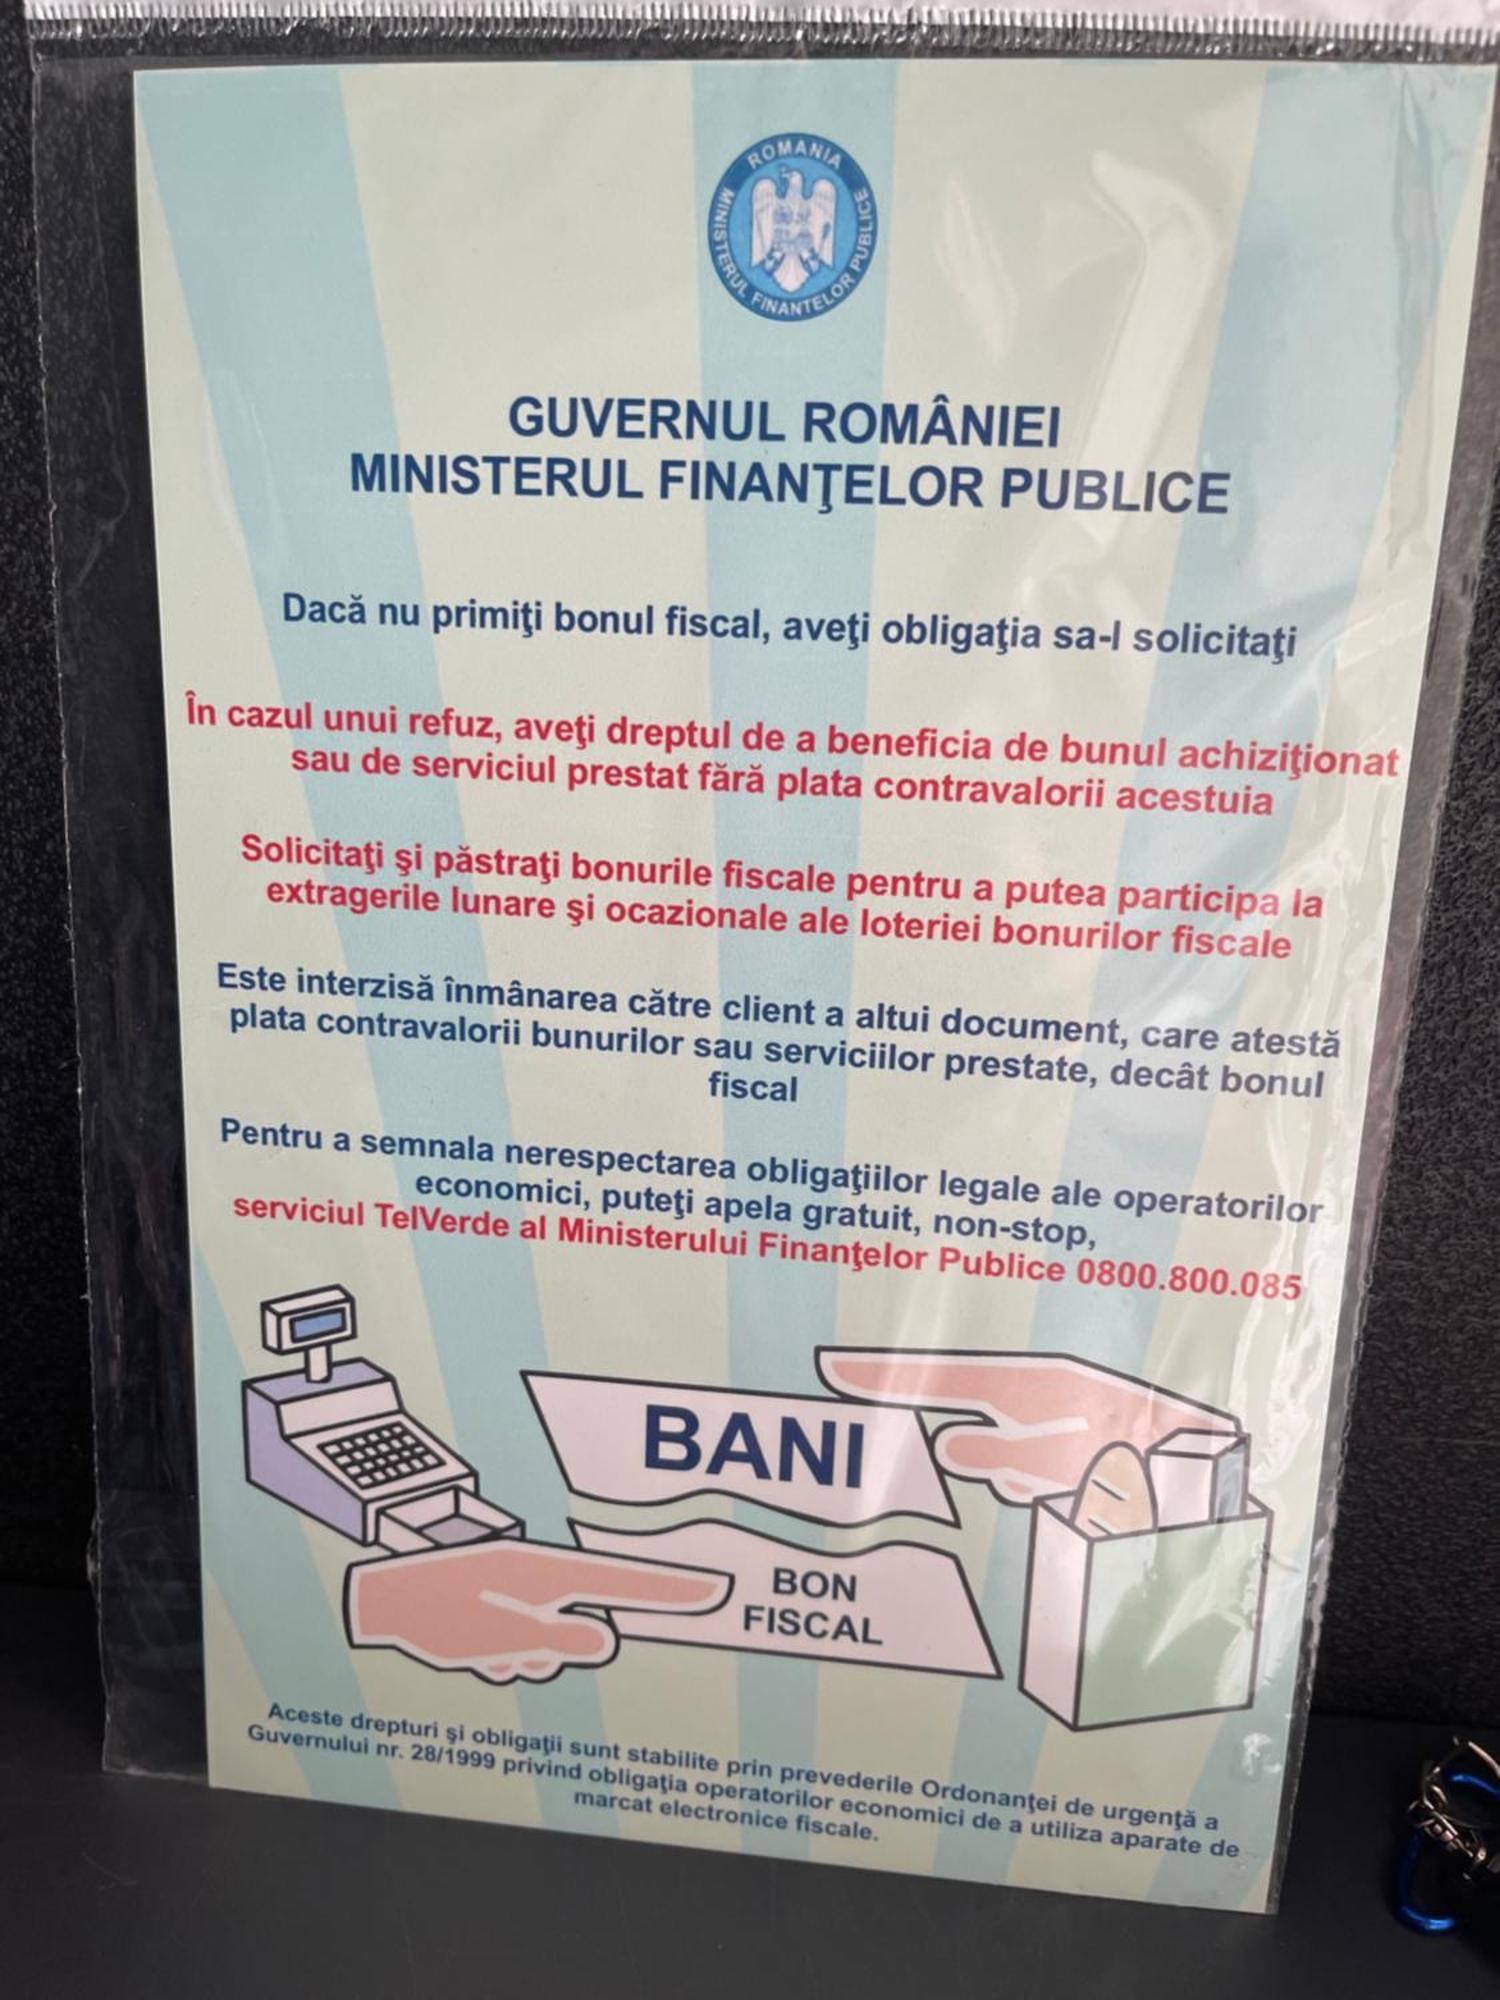 ROMANIA
MINISTERUL FINANTELOR PUBLICE
GUVERNUL ROMÂNIEI
MINISTERUL FINANŢELOR PUBLICE
Dacă nu primiţi bonul fiscal, aveţi obligaţia sa-l solicitaţi
În cazul unui refuz, aveţi dreptul de a beneficia de bunul achiziţionat
sau de serviciul prestat fără plata contravalorii acestuia
Solicitaţi şi păstraţi bonurile fiscale pentru a putea participa la
extragerile lunare şi ocazionale ale loteriei bonurilor fiscale
Este interzisă înmânarea către client a altui document, care atestă
plata contravalorii bunurilor sau serviciilor prestate, decât bonul
fiscal
Pentru a semnala nerespectarea obligaţiilor legale ale operatorilor
economici, puteţi apela gratuit, non-stop,
serviciul TelVerde al Ministerului Finanţelor Publice 0800.800.085
BANI
BON
FISCAL
Aceste drepturi şi obligaţii sunt stabilite prin prevederile Ordonanţei de urgenţă a
Guvernului nr. 28/1999 privind obligaţia operatorilor economici de a utiliza aparate de
marcat electronice fiscale.